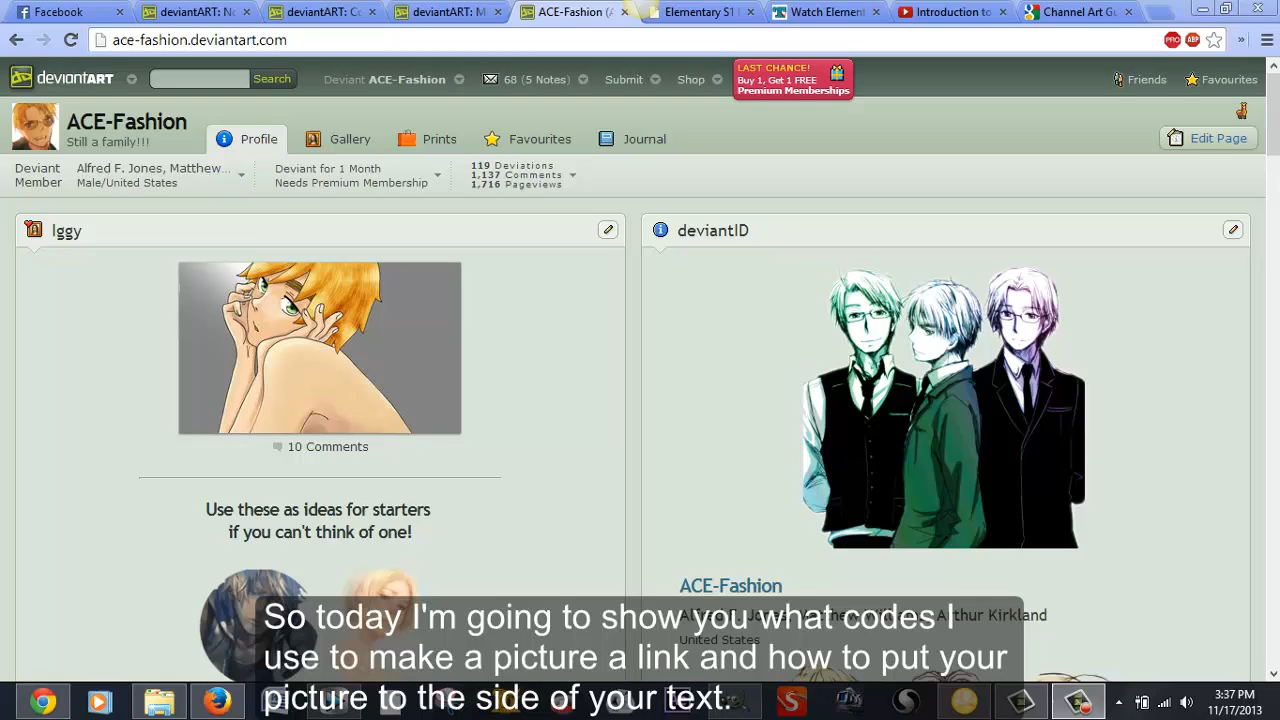 Facebook
deviantART: N
deviantART: Co
deviantART: M
ACE-Fashion (A
Elementary S1
Watch Element
Introduction to
Channel Art Gu
ace-fashion.deviantart.com
PRO
ABP
deviantART
Search
Deviant ACE-Fashion
68 (5 Notes)
Submit
Shop
LAST CHANCE!
Buy 1, Get 1 FREE
Premium Memberships
Friends
Favourites
ACE-Fashion
Still a family!!!
Profile
Gallery
Prints
Favourites
Journal
Edit Page
Deviant
Member
Alfred F. Jones, Matthew...
Male/United States
Deviant for 1 Month
Needs Premium Membership
119 Deviations
1,137 Comments
1,716 Pageviews
Iggy
deviantID
10 Comments
Use these as ideas for starters
if you can't think of one!
ACE-Fashion
Arthur Kirkland
United States
So today I'm going to show you what codes I
use to make a picture a link and how to put your
picture to the side of your text.
3:37 PM
11/17/2013